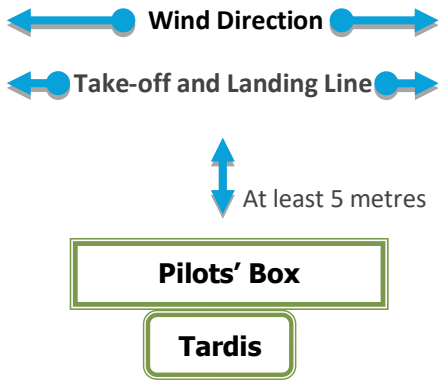 Wind Direction
Take-off and Landing Line
At least 5 metres
Pilots’ Box
Tardis